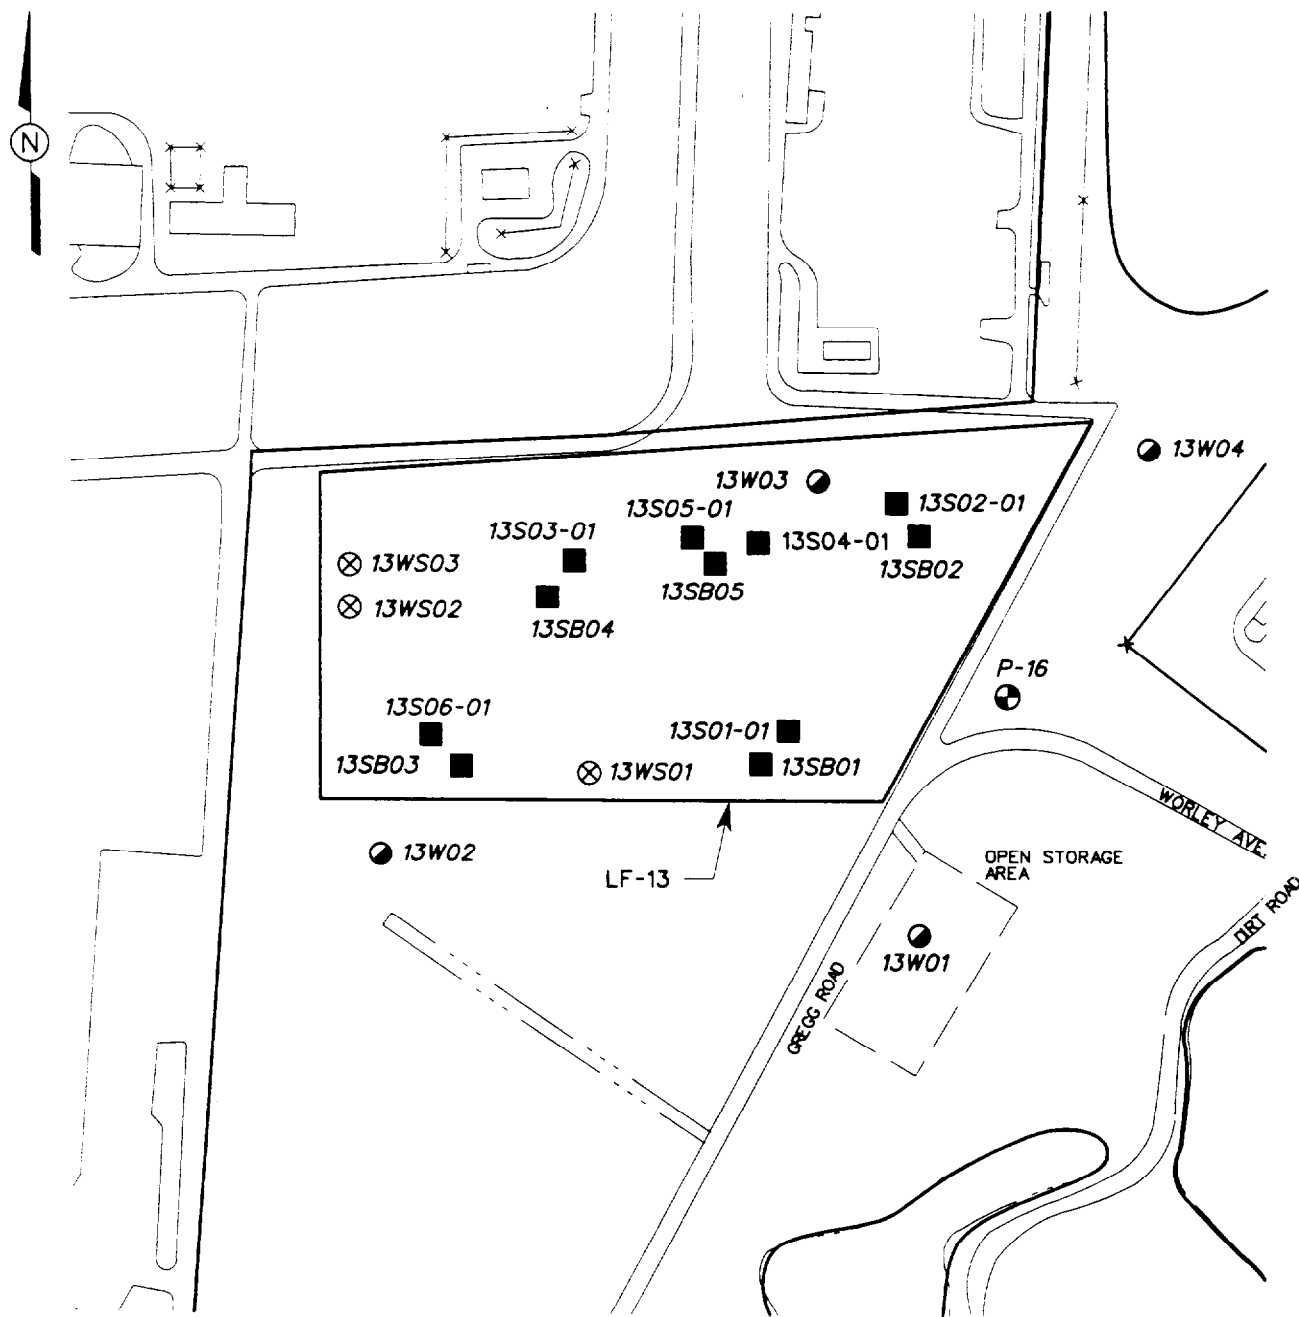 N
13W04
13W03
13S02-01
13S05-01
13S03-01
13S04-01
13WS03
13SB02
13SB05
13WS02
13SB04
P-16
13S06-01
13S01-01
13SB03
13WS01
13SB01
WORLEY AVE.
13W02
OPEN STORAGE
AREA
LF-13
DIRT ROAD
13W01
GREGG ROAD